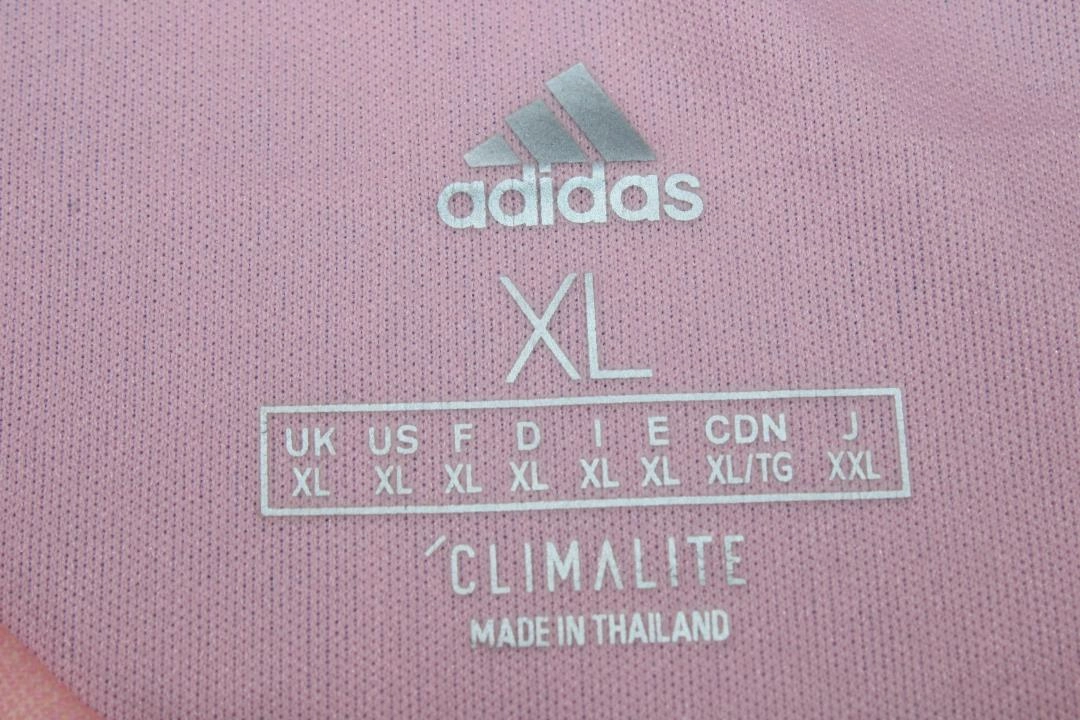 adidas
XL
UK US F D I E CDN J
XL XL XL XL XL XL XL/TG XXL
CLIMALITE
MADE IN THAILAND